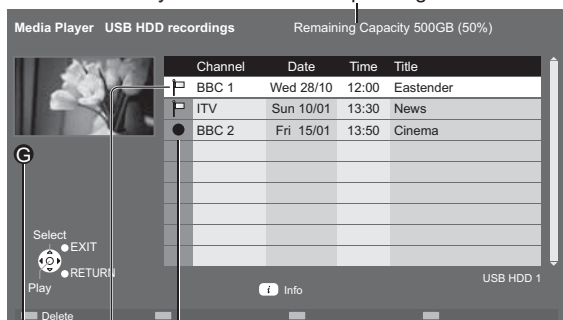 Media Player USB HDD recordings Remaining Capacity 500GB (50%)
Channel Date Time Title
BBC 1 Wed 28/10 12:00 Eastender
ITV Sun 10/01 13:30 News
BBC 2 Fri 15/01 13:50 Cinema
G
Select
EXIT
RETURN
Play
i Info
USB HDD 1
Delete